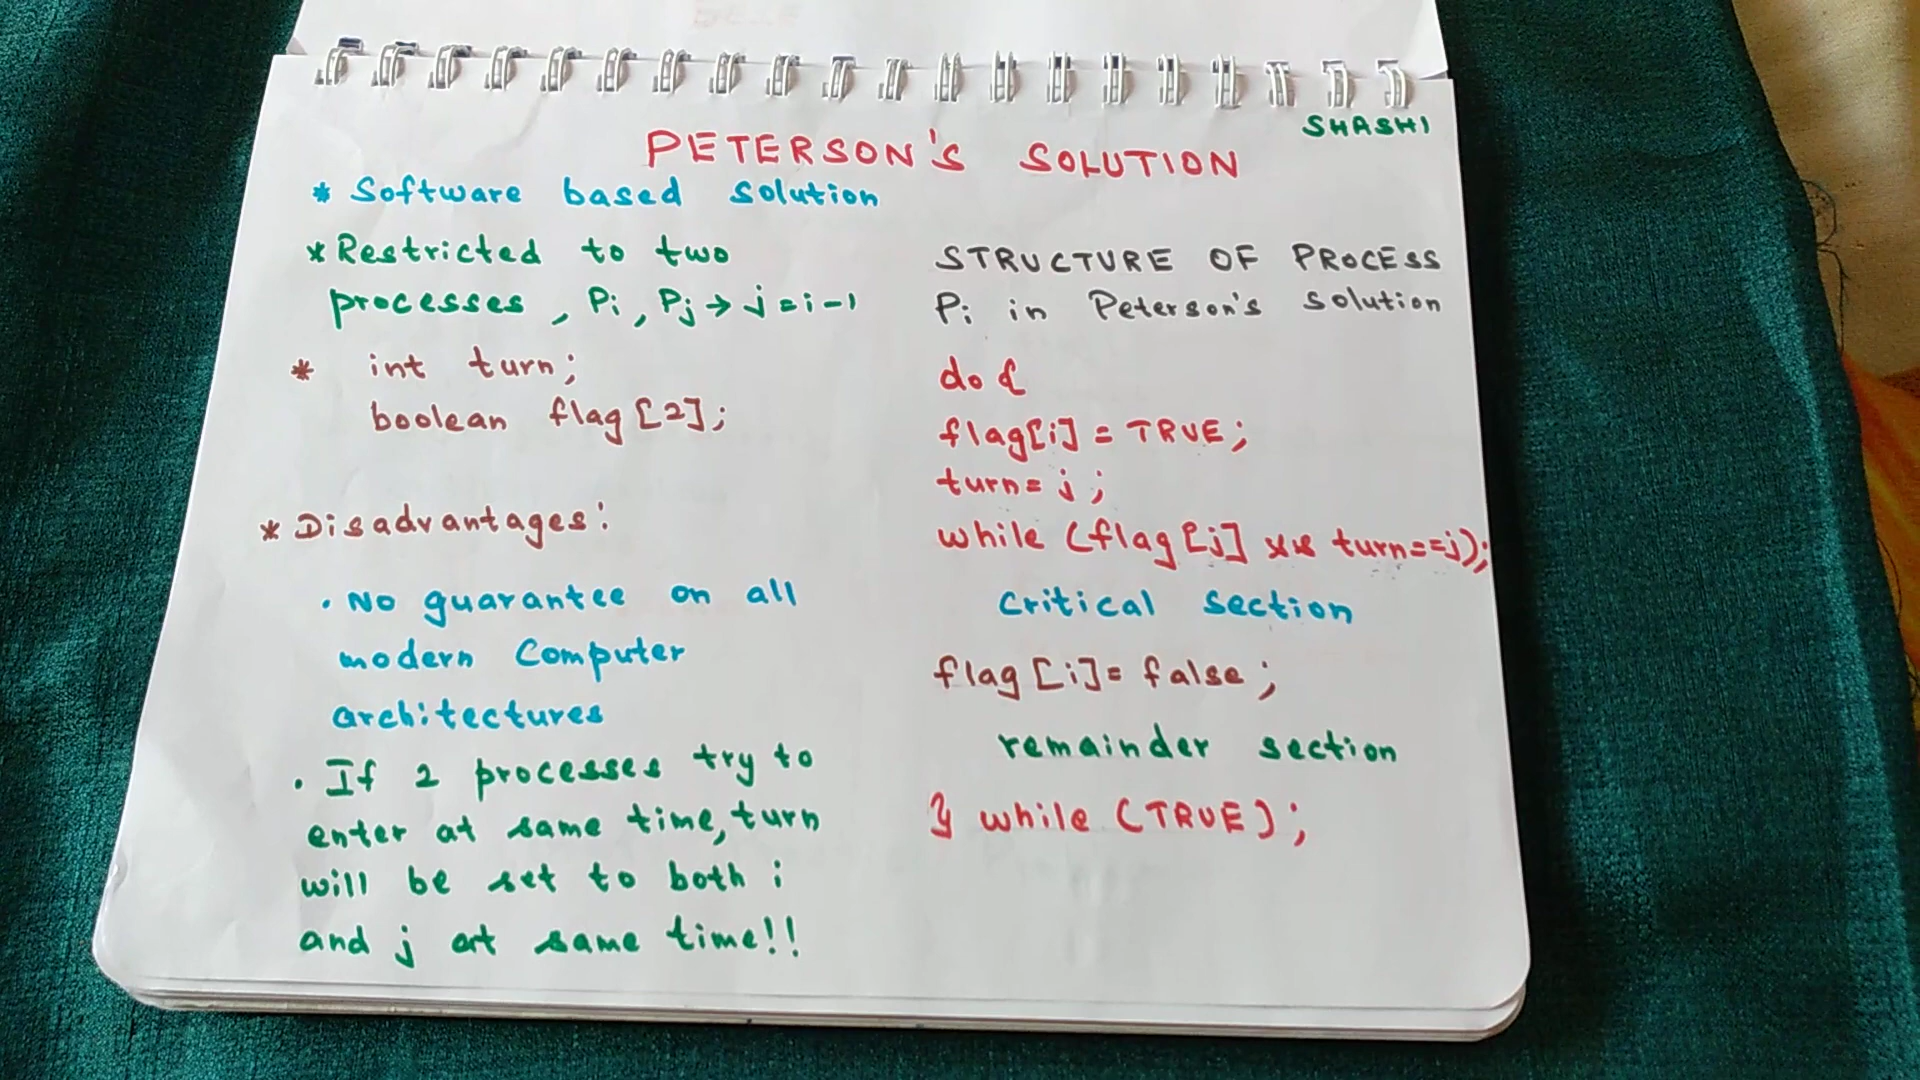 SHASHI
PETERSON'S SOLUTION
* Software based solution
* Restricted to two
processes, Pi, Pj → j=i-1
* int turn;
boolean flag[2];
* Disadvantages:
. No guarantee on all
modern Computer
architectures
. If 2 processes try to
enter at same time, turn
will be set to both i
and j at same time!!
STRUCTURE OF PROCESS
Pi in Peterson's solution
do {
flag[i] = TRUE;
turn= j;
while (flag[j] && turn==j);
critical section
flag[i]= false;
remainder section
} while (TRUE);